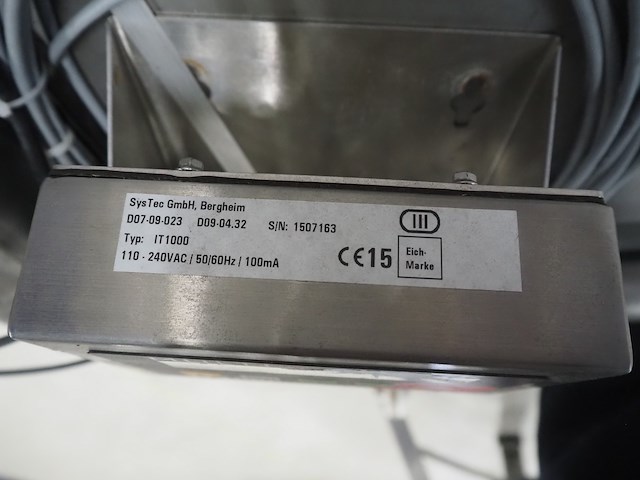 SysTec GmbH, Bergheim
D07-09-023 D09-04.32 S/N: 1507163
Typ: IT1000
110 - 240VAC / 50/60Hz / 100mA
III
CE15
Eich-
Marke